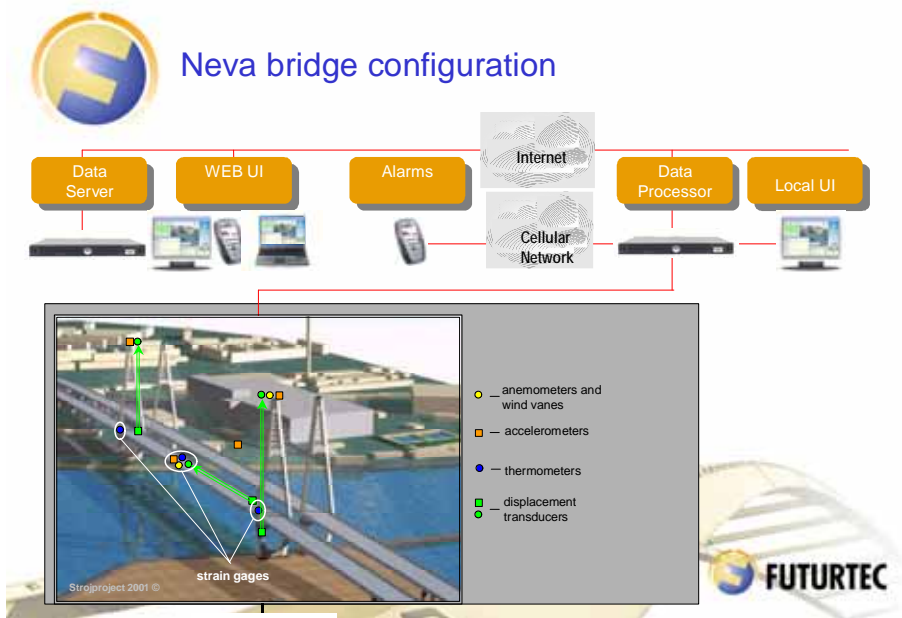 Neva bridge configuration
Internet
Data
Server
WEB UI
Alarms
Data
Processor
Local UI
Cellular
Network
anemometers and
wind vanes
accelerometers
thermometers
displacement
transducers
strain gages
Strojproject 2001 ©
FUTURTEC